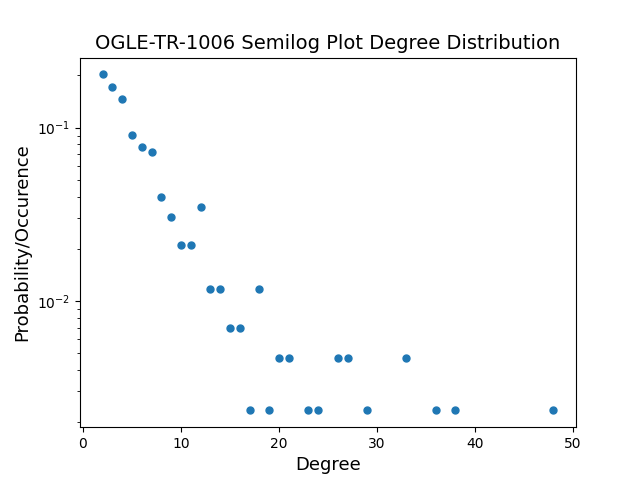 OGLE-TR-1006 Semilog Plot Degree Distribution
Probability/Occurence
10⁻¹
10⁻²
0 10 20 30 40 50
Degree